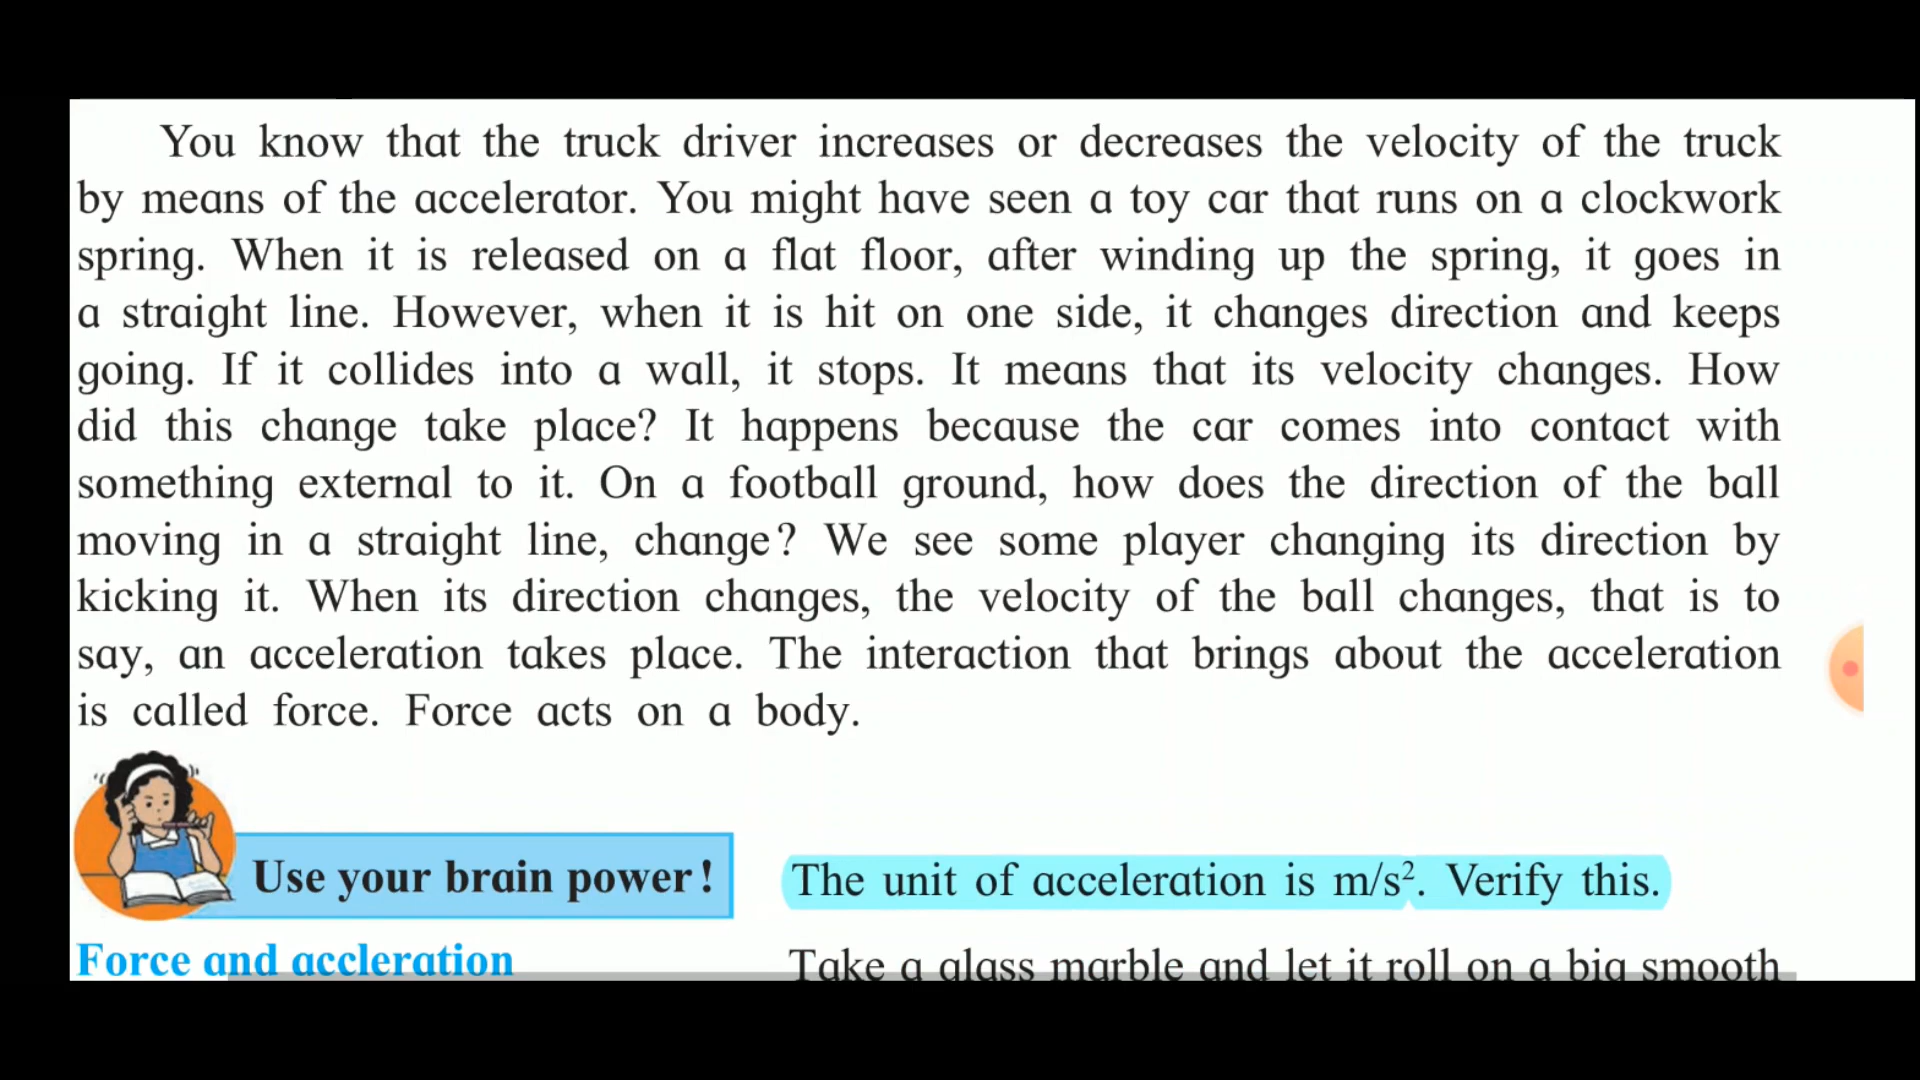 You know that the truck driver increases or decreases the velocity of the truck
by means of the accelerator. You might have seen a toy car that runs on a clockwork
spring. When it is released on a flat floor, after winding up the spring, it goes in
a straight line. However, when it is hit on one side, it changes direction and keeps
going. If it collides into a wall, it stops. It means that its velocity changes. How
did this change take place? It happens because the car comes into contact with
something external to it. On a football ground, how does the direction of the ball
moving in a straight line, change? We see some player changing its direction by
kicking it. When its direction changes, the velocity of the ball changes, that is to
say, an acceleration takes place. The interaction that brings about the acceleration
is called force. Force acts on a body.
Use your brain power!
The unit of acceleration is m/s². Verify this.
Force and accleration
Take a glass marble and let it roll on a big smooth